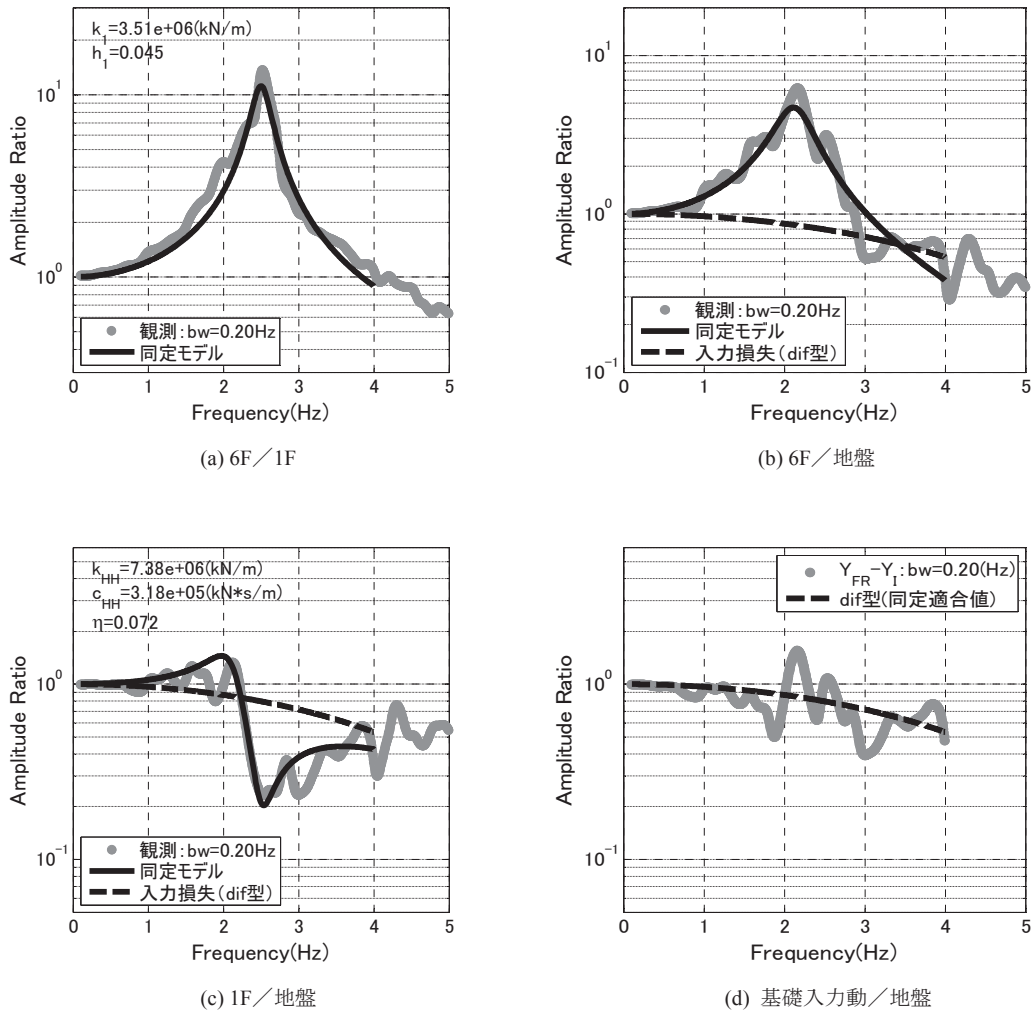 k1=3.51e+06(kN/m)
h1=0.045
10^1
10^0
Amplitude Ratio
観測:bw=0.20Hz
同定モデル
0 1 2 3 4 5
Frequency(Hz)
(a) 6F／1F
10^1
10^0
10^-1
Amplitude Ratio
観測:bw=0.20Hz
同定モデル
入力損失(dif型)
0 1 2 3 4 5
Frequency(Hz)
(b) 6F／地盤
kHH=7.38e+06(kN/m)
cHH=3.18e+05(kN*s/m)
η=0.072
10^0
10^-1
Amplitude Ratio
観測:bw=0.20Hz
同定モデル
入力損失(dif型)
0 1 2 3 4 5
Frequency(Hz)
(c) 1F／地盤
YFR-YI:bw=0.20(Hz)
dif型(同定適合値)
10^0
10^-1
Amplitude Ratio
0 1 2 3 4 5
Frequency(Hz)
(d) 基礎入力動／地盤